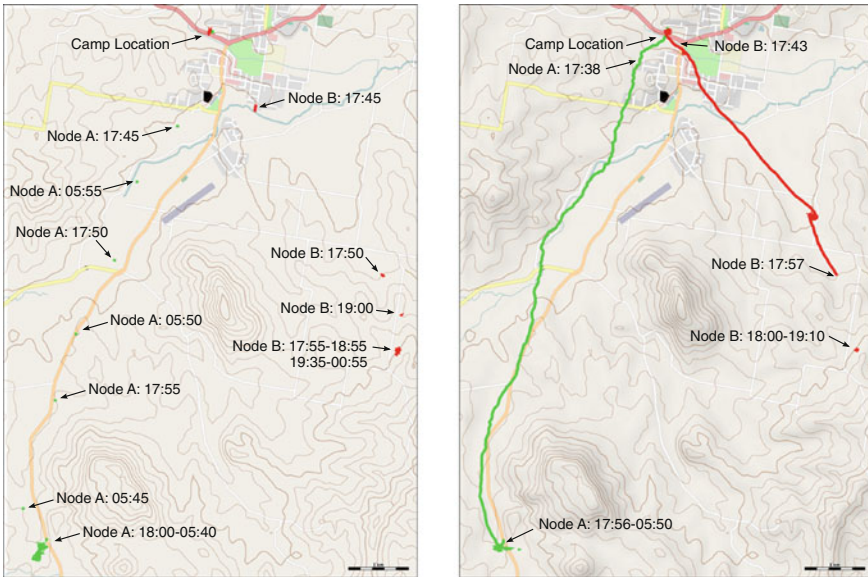 Camp Location
Node B: 17:45
Node A: 17:45
Node A: 05:55
Node A: 17:50
Node B: 17:50
Node B: 19:00
Node A: 05:50
Node B: 17:55-18:55
19:35-00:55
Node A: 17:55
Node A: 05:45
Node A: 18:00-05:40
Camp Location
Node B: 17:43
Node A: 17:38
Node B: 17:57
Node B: 18:00-19:10
Node A: 17:56-05:50